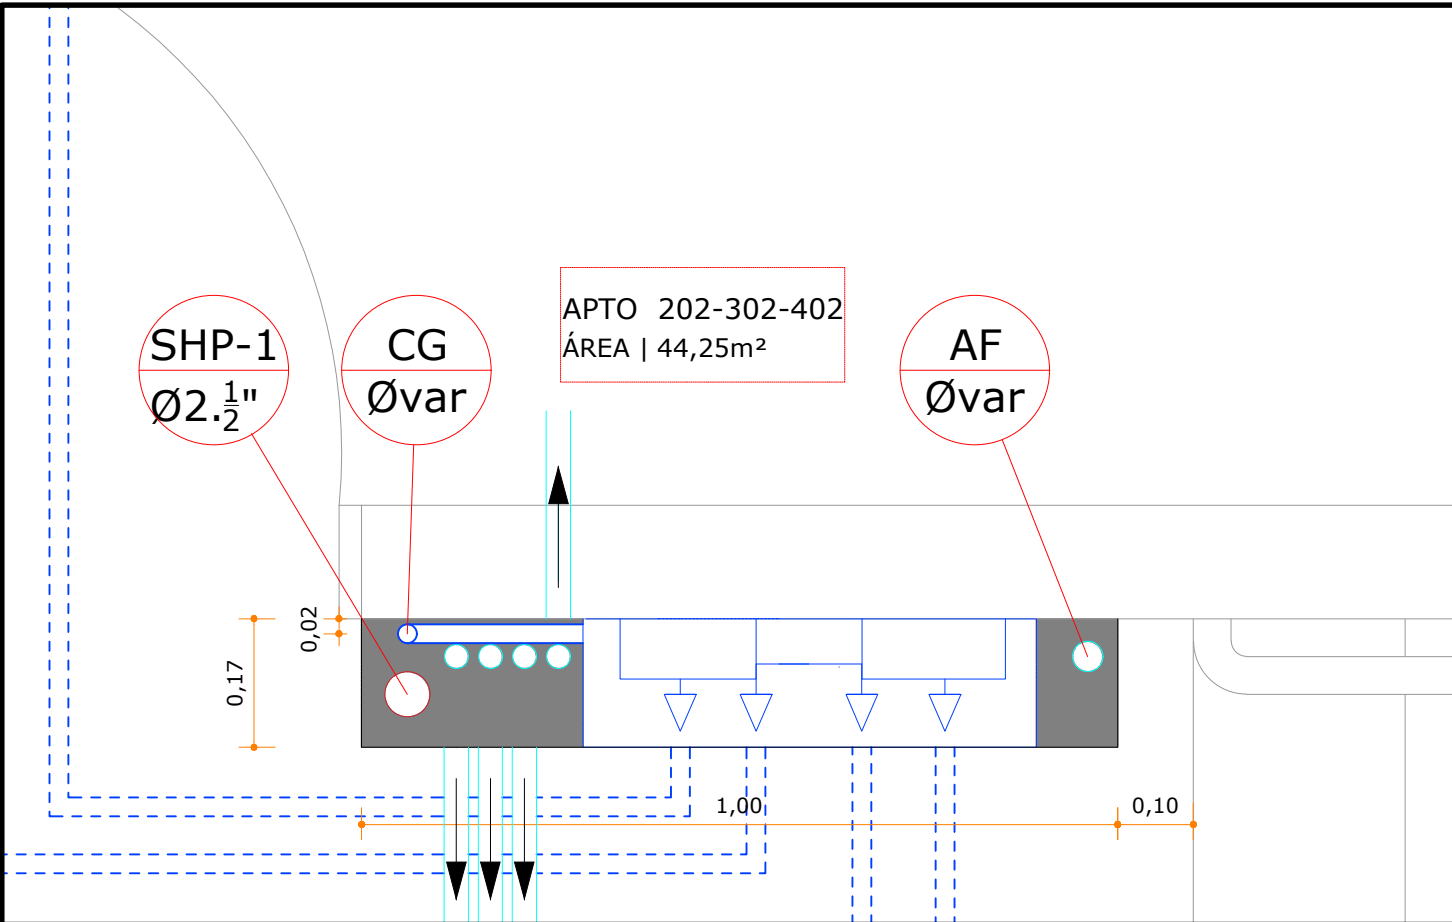 APTO 202-302-402
ÁREA | 44,25m²
SHP-1
Ø2.½"
CG
Øvar
AF
Øvar
0,02
0,17
1,00
0,10